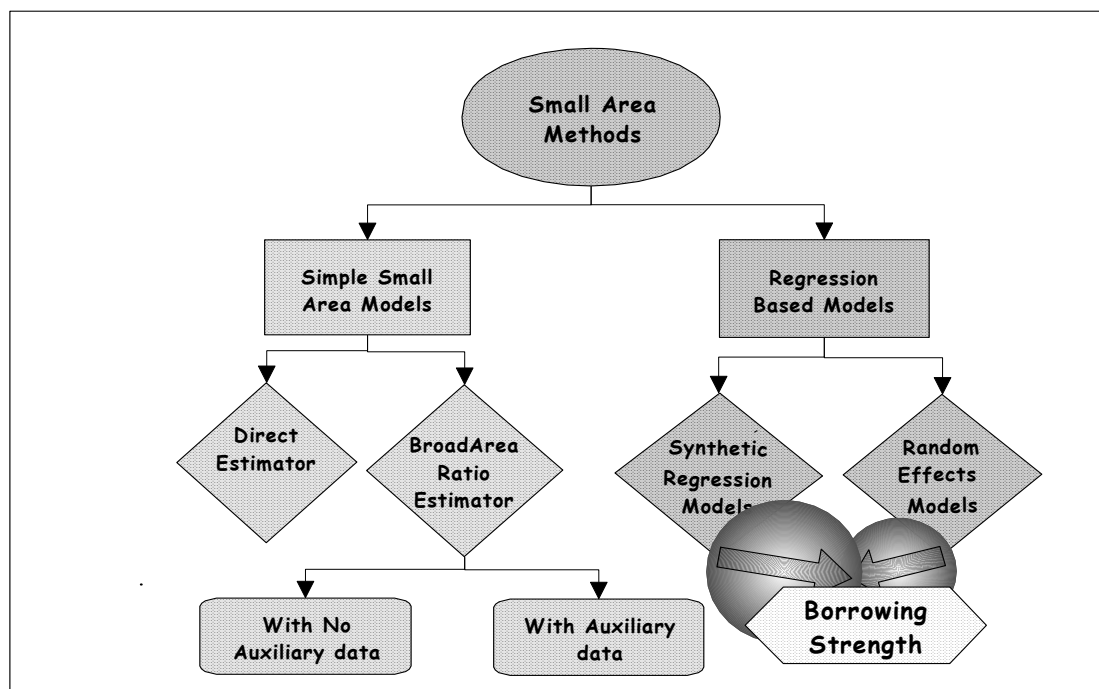 Small Area
Methods
Simple Small
Area Models
Regression
Based Models
Direct
Estimator
BroadArea
Ratio
Estimator
Synthetic
Regression
Models
Random
Effects
Models
With No
Auxiliary data
With Auxiliary
data
Borrowing
Strength